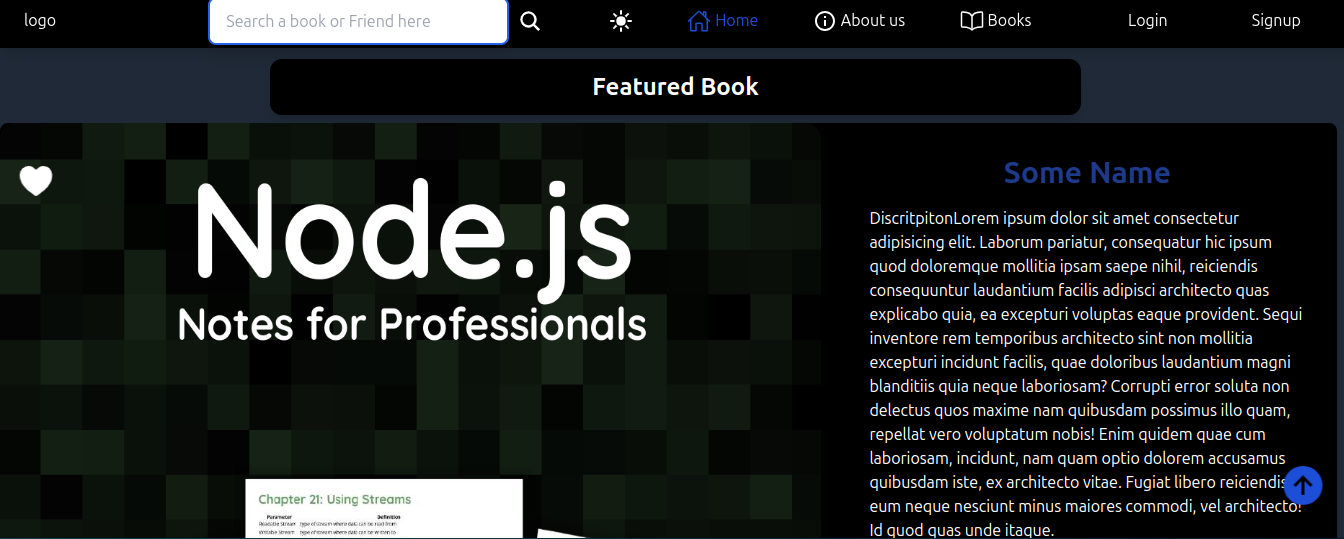 logo
Search a book or Friend here
Home
About us
Books
Login
Signup
Featured Book
Node.js
Notes for Professionals
Chapter 21: Using Streams
Parameter Definition
Readable Stream type of stream where data can be read from
Writable Stream type of stream where data can be written to
Some Name
DiscritpitonLorem ipsum dolor sit amet consectetur
adipisicing elit. Laborum pariatur, consequatur hic ipsum
quod doloremque mollitia ipsam saepe nihil, reiciendis
consequuntur laudantium facilis adipisci architecto quas
explicabo quia, ea excepturi voluptas eaque provident. Sequi
inventore rem temporibus architecto sint non mollitia
excepturi incidunt facilis, quae doloribus laudantium magni
blanditiis quia neque laboriosam? Corrupti error soluta non
delectus quos maxime nam quibusdam possimus illo quam,
repellat vero voluptatum nobis! Enim quidem quae cum
laboriosam, incidunt, nam quam optio dolorem accusamus
quibusdam iste, ex architecto vitae. Fugiat libero reiciendis
eum neque nesciunt minus maiores commodi, vel architecto!
Id quod quas unde itaque.